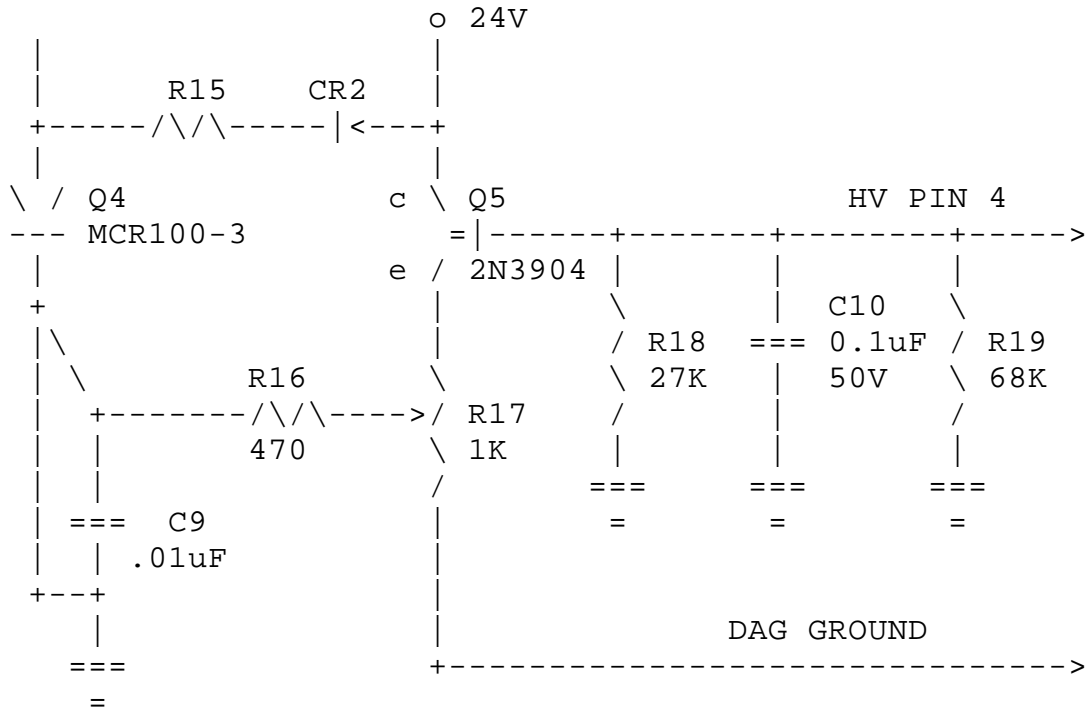 o 24V
R15 CR2
Q4 c Q5 HV PIN 4
MCR100-3
e 2N3904
C10
R18 0.1uF R19
R16 27K 50V 68K
R17
470 1K
C9
.01uF
DAG GROUND